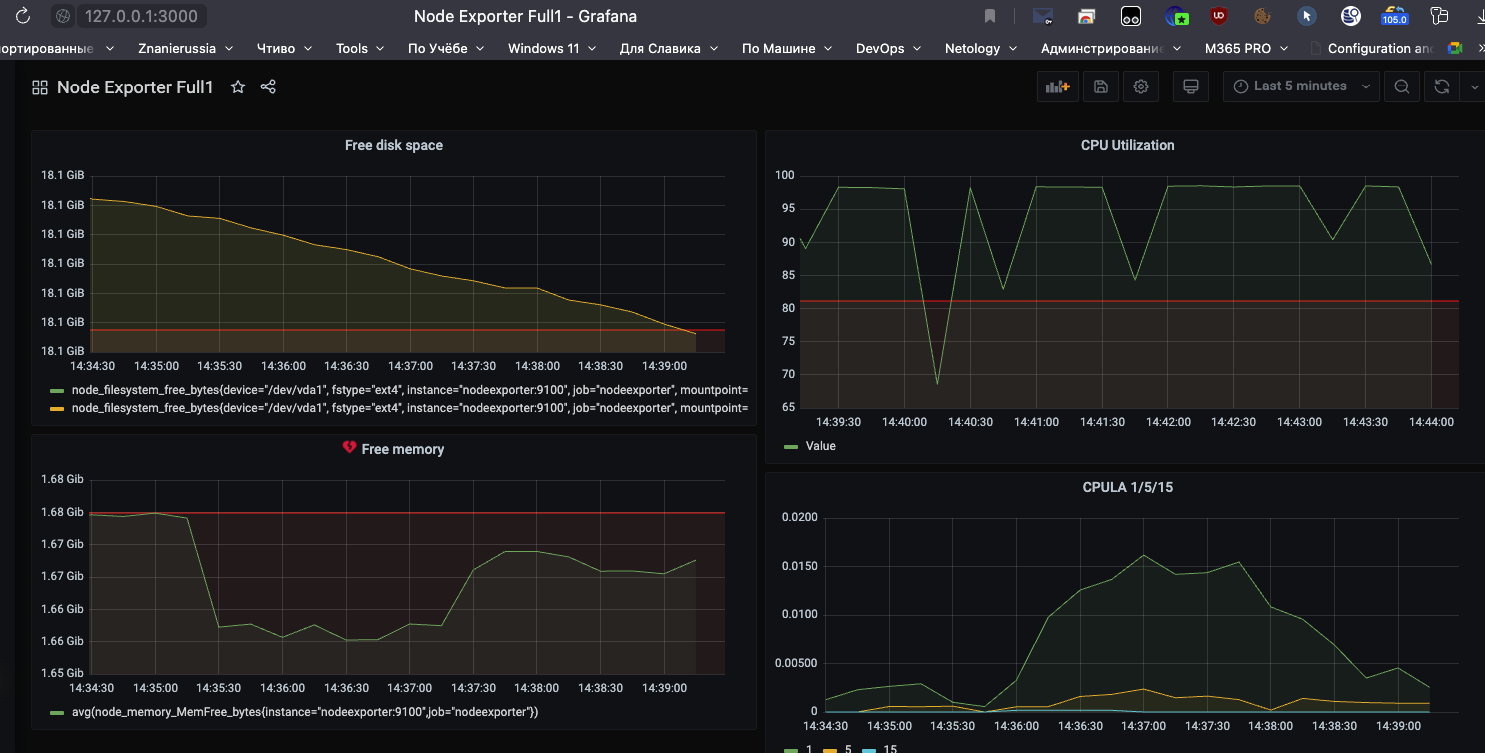 127.0.0.1:3000
Node Exporter Full1 - Grafana
105.0
ортированные
Znanierussia
Чтиво
Tools
По Учёбе
Windows 11
Для Славика
По Машине
DevOps
Netology
Админстрировани
M365 PRO
Configuration and
Node Exporter Full1
Last 5 minutes
Free disk space
18.1 GiB
18.1 GiB
18.1 GiB
18.1 GiB
18.1 GiB
18.1 GiB
18.1 GiB
14:34:30 14:35:00 14:35:30 14:36:00 14:36:30 14:37:00 14:37:30 14:38:00 14:38:30 14:39:00
node_filesystem_free_bytes{device="/dev/vda1", fstype="ext4", instance="nodeexporter:9100", job="nodeexporter", mountpoint=
node_filesystem_free_bytes{device="/dev/vda1", fstype="ext4", instance="nodeexporter:9100", job="nodeexporter", mountpoint=
CPU Utilization
100
95
90
85
80
75
70
65
14:39:30 14:40:00 14:40:30 14:41:00 14:41:30 14:42:00 14:42:30 14:43:00 14:43:30 14:44:00
Value
Free memory
1.68 Gib
1.68 Gib
1.67 Gib
1.67 Gib
1.66 Gib
1.66 Gib
1.65 Gib
14:34:30 14:35:00 14:35:30 14:36:00 14:36:30 14:37:00 14:37:30 14:38:00 14:38:30 14:39:00
avg(node_memory_MemFree_bytes{instance="nodeexporter:9100",job="nodeexporter"})
CPULA 1/5/15
0.0200
0.0150
0.0100
0.00500
0
14:34:30 14:35:00 14:35:30 14:36:00 14:36:30 14:37:00 14:37:30 14:38:00 14:38:30 14:39:00
1 5 15